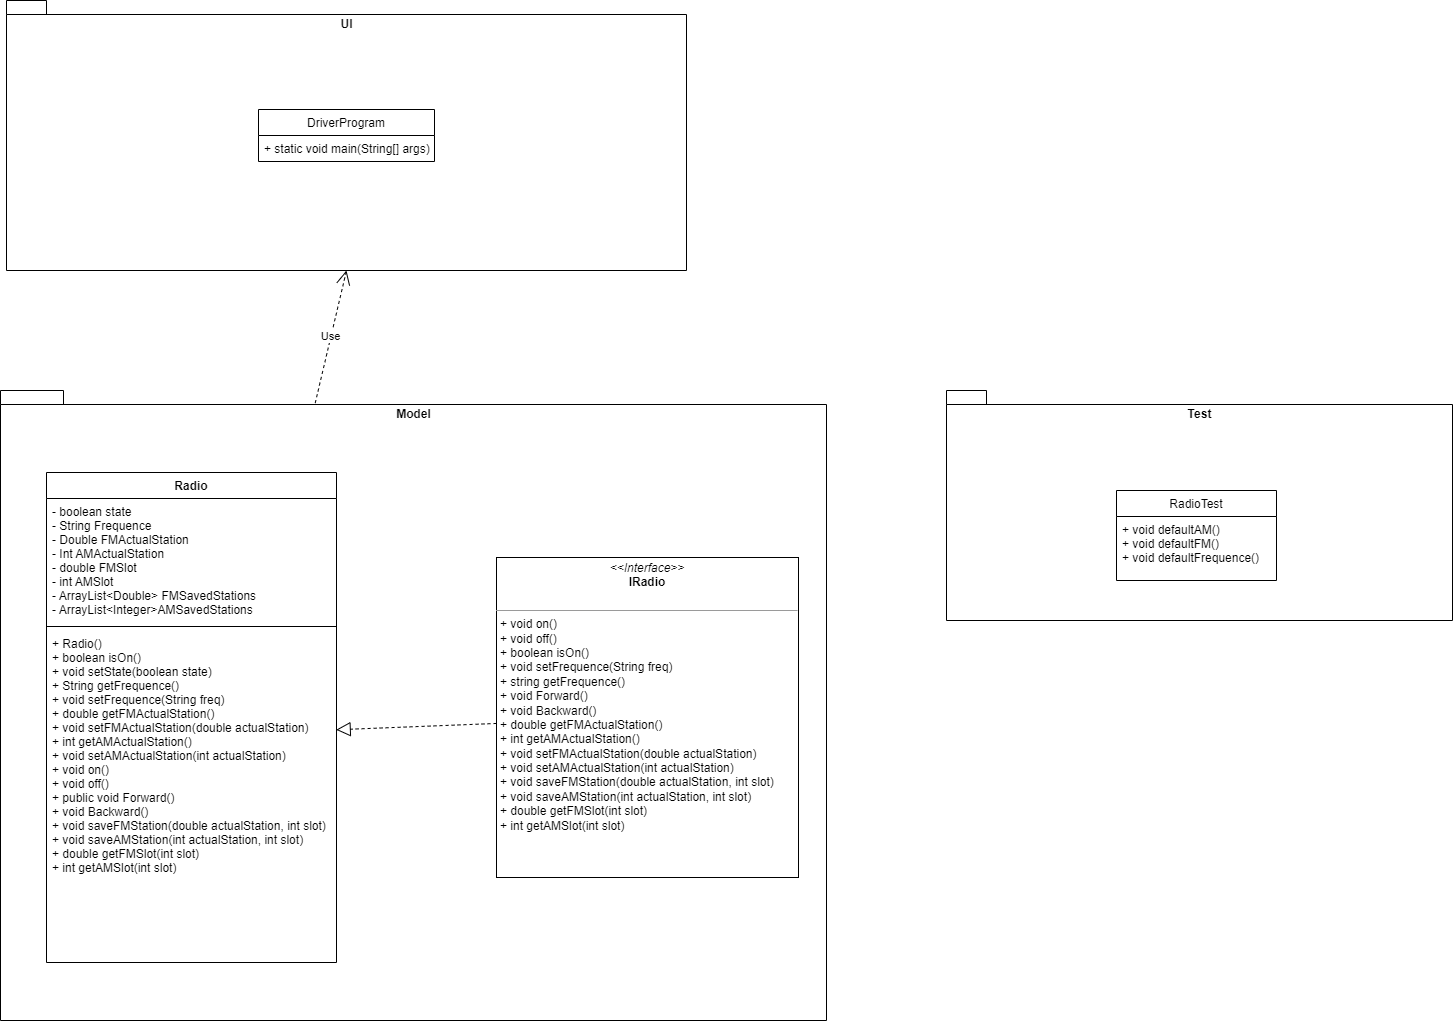 UI
DriverProgram
+ static void main(String[] args)
Use
Model
Radio
- boolean state
- String Frequence
- Double FMActualStation
- Int AMActualStation
- double FMSlot
- int AMSlot
- ArrayList<Double> FMSavedStations
- ArrayList<Integer>AMSavedStations
+ Radio()
+ boolean isOn()
+ void setState(boolean state)
+ String getFrequence()
+ void setFrequence(String freq)
+ double getFMActualStation()
+ void setFMActualStation(double actualStation)
+ int getAMActualStation()
+ void setAMActualStation(int actualStation)
+ void on()
+ void off()
+ public void Forward()
+ void Backward()
+ void saveFMStation(double actualStation, int slot)
+ void saveAMStation(int actualStation, int slot)
+ double getFMSlot(int slot)
+ int getAMSlot(int slot)
<<Interface>>
IRadio
+ void on()
+ void off()
+ boolean isOn()
+ void setFrequence(String freq)
+ string getFrequence()
+ void Forward()
+ void Backward()
+ double getFMActualStation()
+ int getAMActualStation()
+ void setFMActualStation(double actualStation)
+ void setAMActualStation(int actualStation)
+ void saveFMStation(double actualStation, int slot)
+ void saveAMStation(int actualStation, int slot)
+ double getFMSlot(int slot)
+ int getAMSlot(int slot)
Test
RadioTest
+ void defaultAM()
+ void defaultFM()
+ void defaultFrequence()